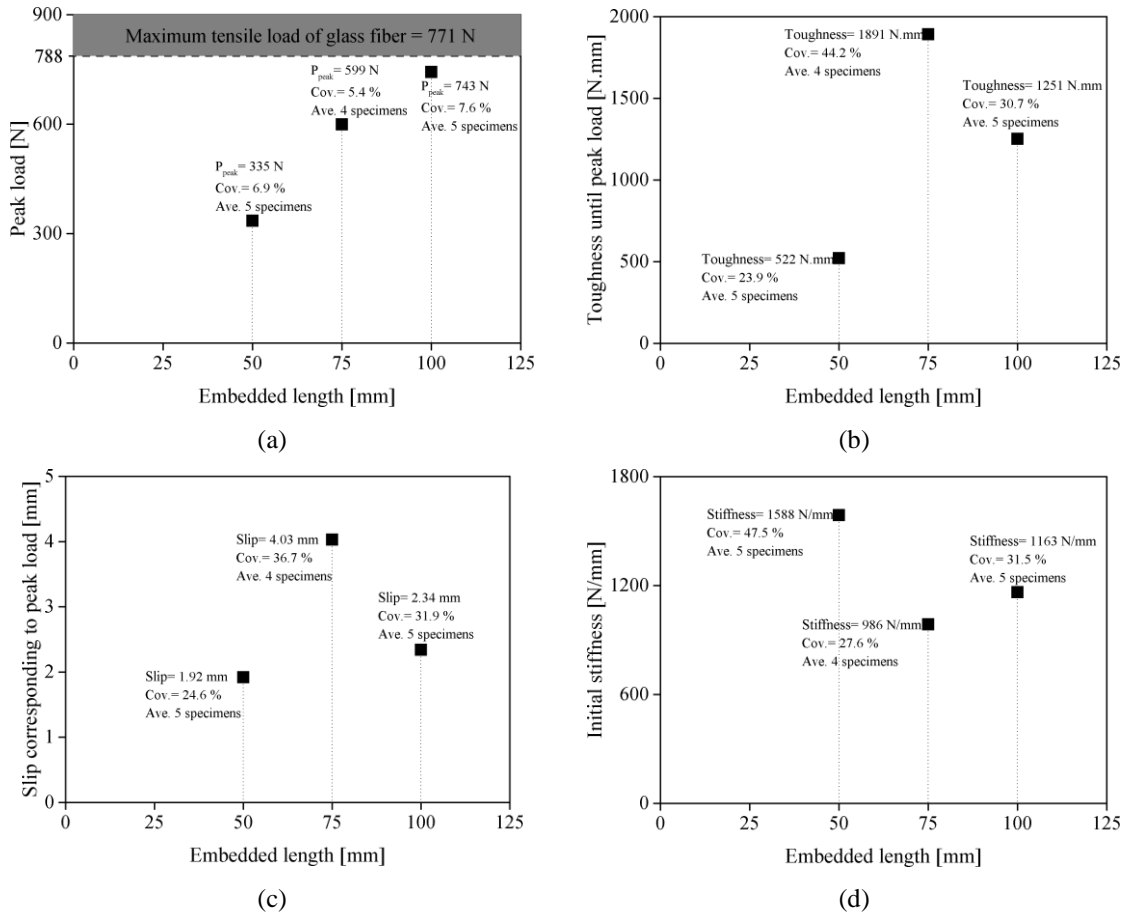 900
Maximum tensile load of glass fiber = 771 N
788
P_peak= 599 N
Cov.= 5.4 %
Ave. 4 specimens
P_peak= 743 N
Cov.= 7.6 %
Ave. 5 specimens
600
P_peak= 335 N
Cov.= 6.9 %
Ave. 5 specimens
300
0
Peak load [N]
0 25 50 75 100 125
Embedded length [mm]
(a)
2000
Toughness= 1891 N.mm
Cov.= 44.2 %
Ave. 4 specimens
1500
Toughness= 1251 N.mm
Cov.= 30.7 %
Ave. 5 specimens
1000
500
Toughness= 522 N.mm
Cov.= 23.9 %
Ave. 5 specimens
0
Toughness until peak load [N.mm]
0 25 50 75 100 125
Embedded length [mm]
(b)
5
4
Slip= 4.03 mm
Cov.= 36.7 %
Ave. 4 specimens
3
Slip= 2.34 mm
Cov.= 31.9 %
Ave. 5 specimens
2
Slip= 1.92 mm
Cov.= 24.6 %
Ave. 5 specimens
1
0
Slip corresponding to peak load [mm]
0 25 50 75 100 125
Embedded length [mm]
(c)
1800
Stiffness= 1588 N/mm
Cov.= 47.5 %
Ave. 5 specimens
Stiffness= 1163 N/mm
Cov.= 31.5 %
Ave. 5 specimens
1200
Stiffness= 986 N/mm
Cov.= 27.6 %
Ave. 4 specimens
600
0
Initial stiffness [N/mm]
0 25 50 75 100 125
Embedded length [mm]
(d)